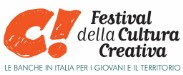 C!
Festival
della Cultura
Creativa
LE BANCHE IN ITALIA PER I GIOVANI E IL TERRITORIO